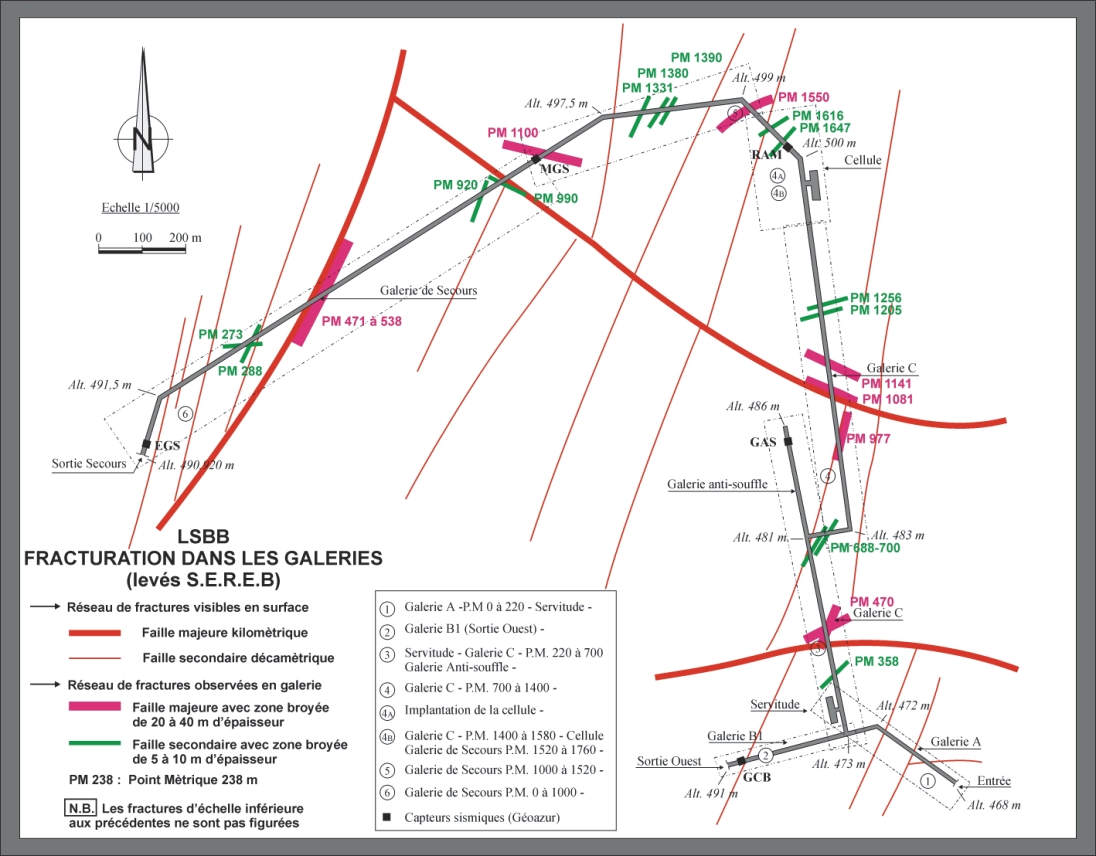 PM 1390
PM 1380
PM 1331
Alt. 499 m
Alt. 497,5 m
PM 1550
PM 1616
PM 1647
Alt. 500 m
RAM
Cellule
5
4A
4B
N
PM 1100
MGS
PM 920
PM 990
Echelle 1/5000
0 100 200 m
Galerie de Secours
PM 471 à 538
PM 273
PM 288
PM 1256
PM 1205
Galerie C
PM 1141
PM 1081
Alt. 491,5 m
6
EGS
Sortie Secours
Alt. 490,920 m
Alt. 486 m
GAS
PM 977
4
Galerie anti-souffle
Alt. 481 m
Alt. 483 m
PM 688-700
PM 470
Galerie C
3
PM 358
Servitude
Alt. 472 m
Galerie B1
Galerie A
Sortie Ouest
2
GCB
Alt. 473 m
Alt. 491 m
1
Entrée
Alt. 468 m
LSBB
FRACTURATION DANS LES GALERIES
(levés S.E.R.E.B)
Réseau de fractures visibles en surface
Faille majeure kilomètrique
Faille secondaire décamètrique
Réseau de fractures observées en galerie
Faille majeure avec zone broyée
de 20 à 40 m d'épaisseur
Faille secondaire avec zone broyée
de 5 à 10 m d'épaisseur
PM 238 : Point Mètrique 238 m
N.B. Les fractures d'échelle inférieure
aux précédentes ne sont pas figurées
1 Galerie A -P.M 0 à 220 - Servitude -
2 Galerie B1 (Sortie Ouest) -
3 Servitude - Galerie C - P.M. 220 à 700
Galerie Anti-souffle -
4 Galerie C - P.M. 700 à 1400 -
4A Implantation de la cellule -
4B Galerie C - P.M. 1400 à 1580 - Cellule
Galerie de Secours P.M. 1520 à 1760 -
5 Galerie de Secours P.M. 1000 à 1520 -
6 Galerie de Secours P.M. 0 à 1000 -
Capteurs sismiques (Géoazur)